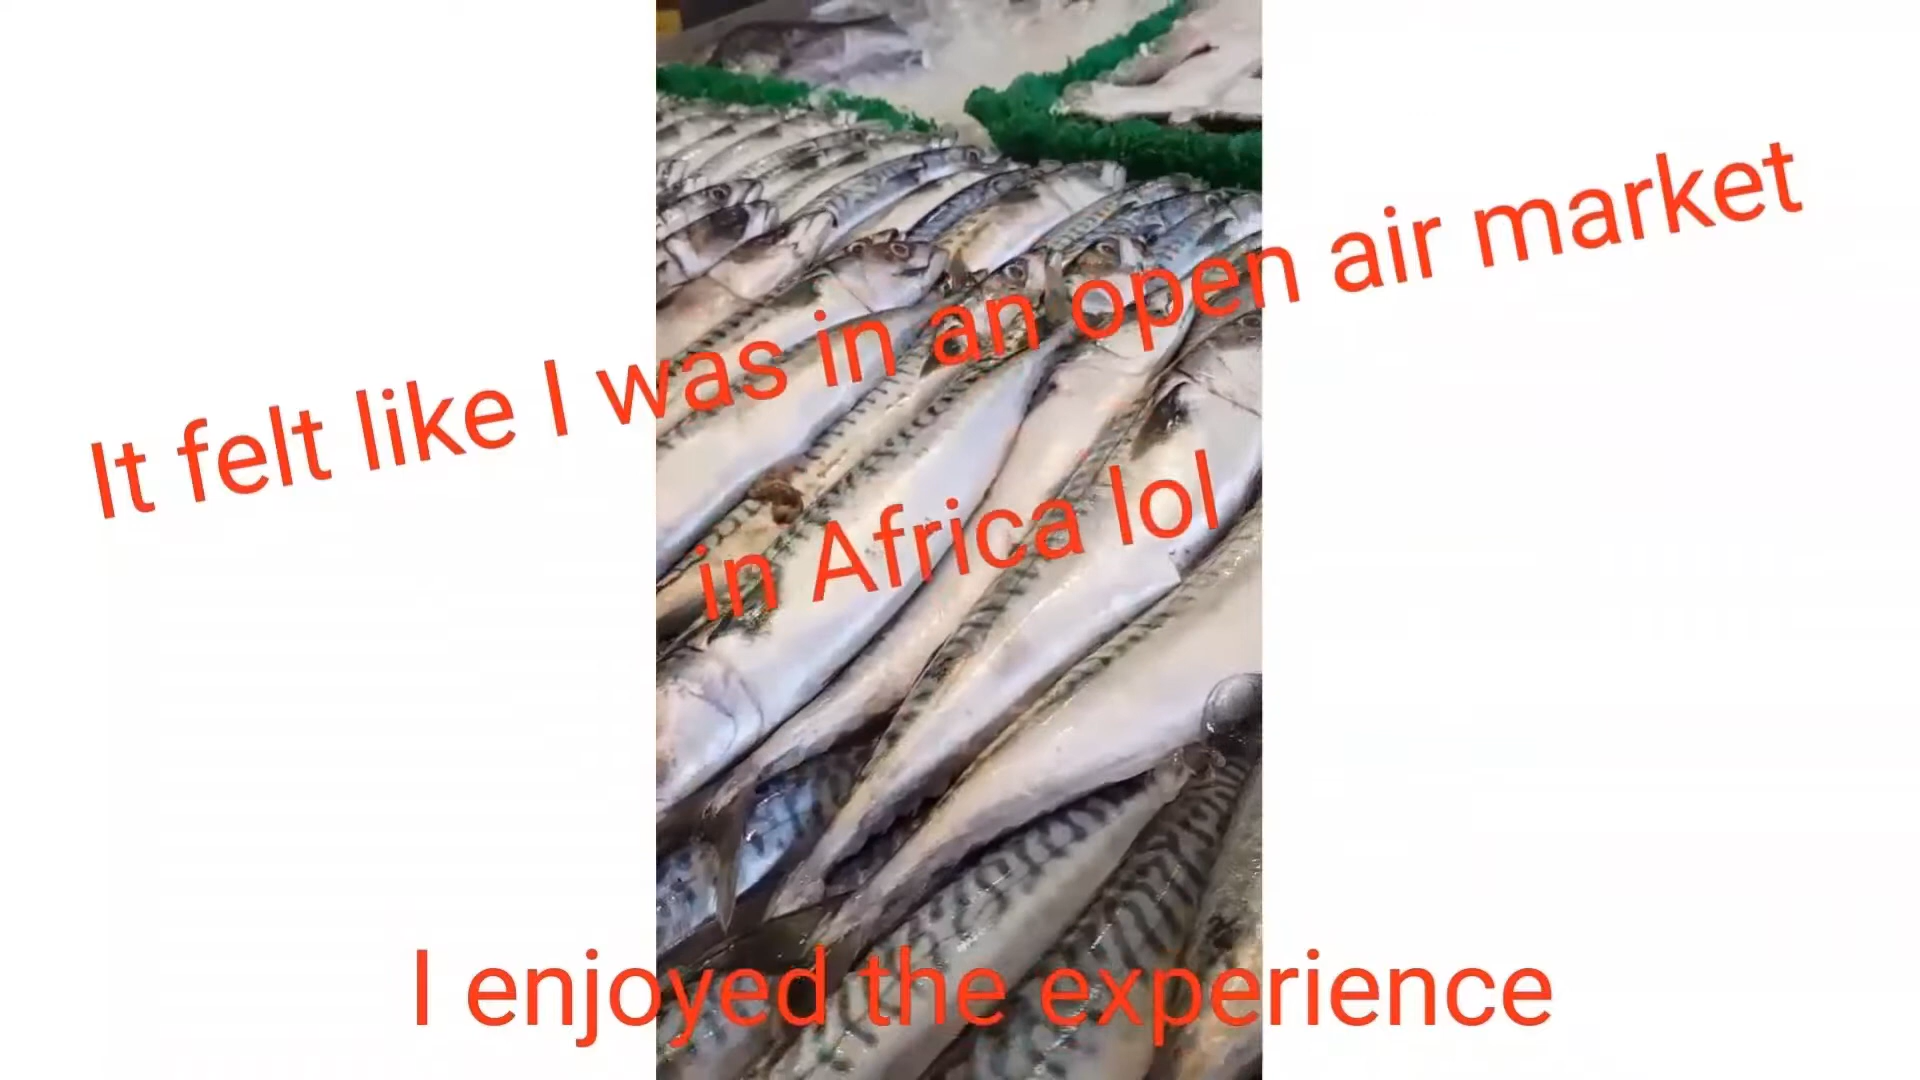 It felt like I was in an open air market
in Africa lol
I enjoyed the experience